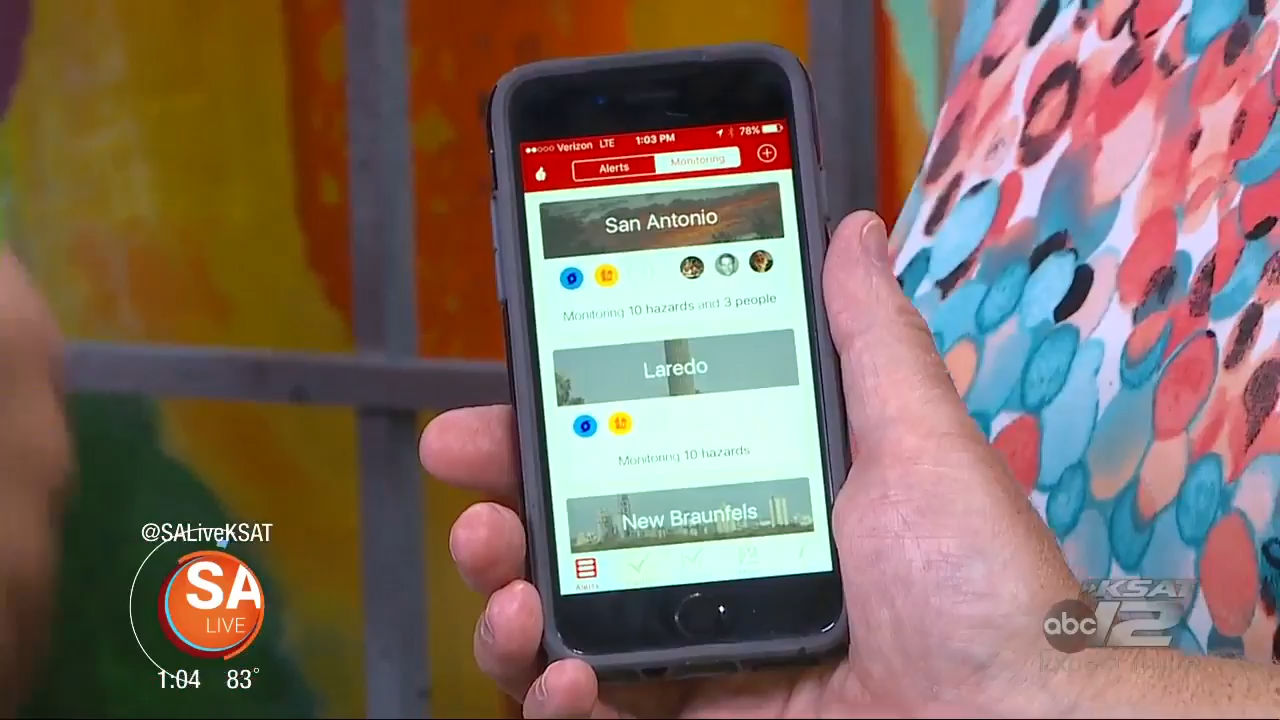 Verizon LTE 1:03 PM 78%
Alerts Monitoring
San Antonio
Monitoring 10 hazards and 3 people
Laredo
Monitoring 10 hazards
New Braunfels
Alerts
@SALiveKSAT
SA
LIVE
1:04 83°
KSAT
abc 12